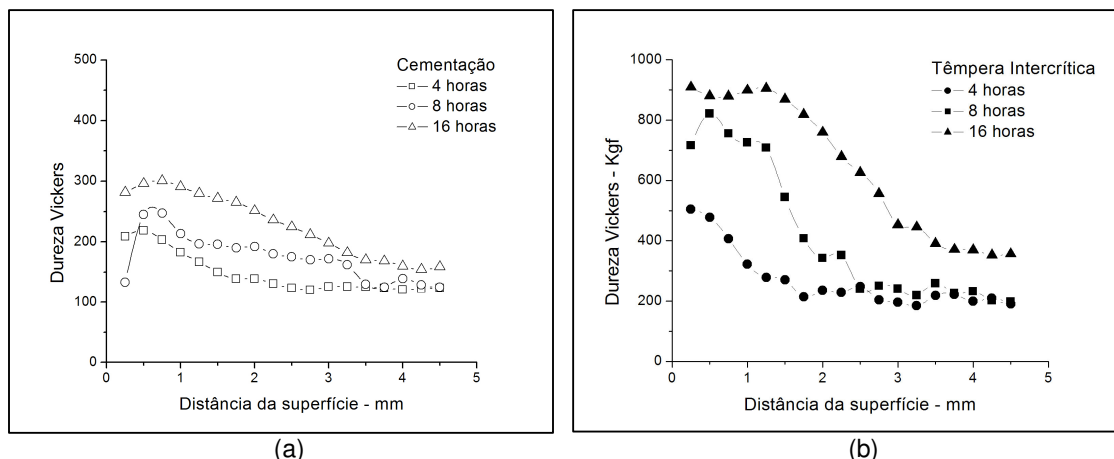 500
400
300
200
100
0
0 1 2 3 4 5
Dureza Vickers
Distância da superfície - mm
Cementação
4 horas
8 horas
16 horas
(a)
1000
800
600
400
200
0
0 1 2 3 4 5
Dureza Vickers - Kgf
Distância da superfície - mm
Têmpera Intercrítica
4 horas
8 horas
16 horas
(b)